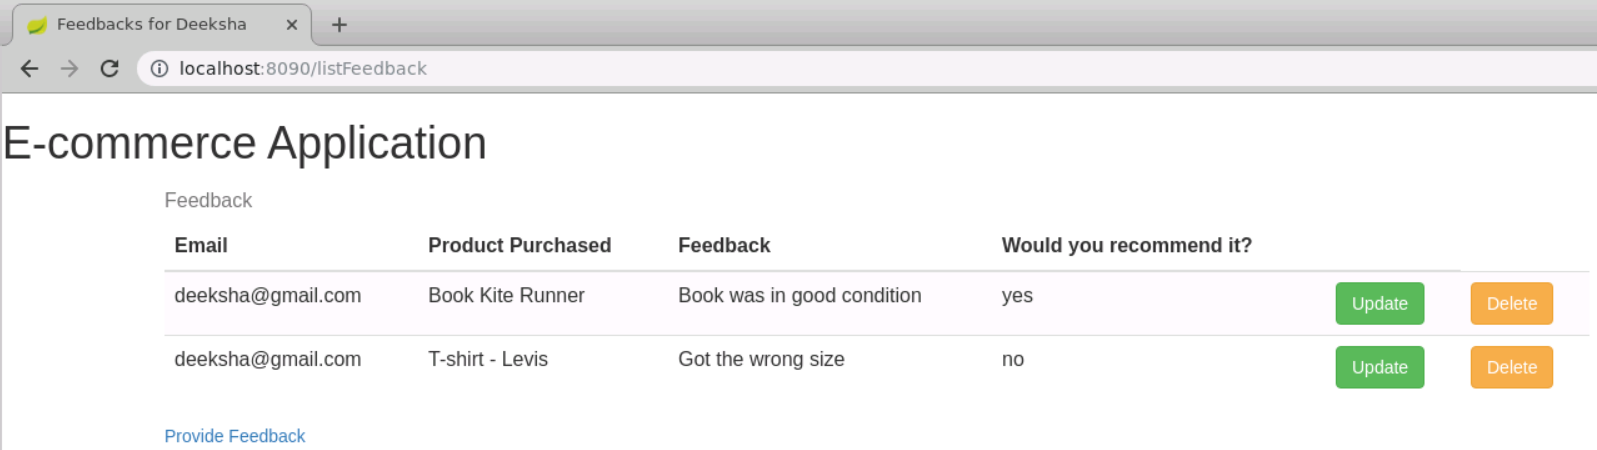 Feedbacks for Deeksha
localhost:8090/listFeedback
E-commerce Application
Feedback
Email Product Purchased Feedback Would you recommend it?
deeksha@gmail.com Book Kite Runner Book was in good condition yes Update Delete
deeksha@gmail.com T-shirt - Levis Got the wrong size no Update Delete
Provide Feedback